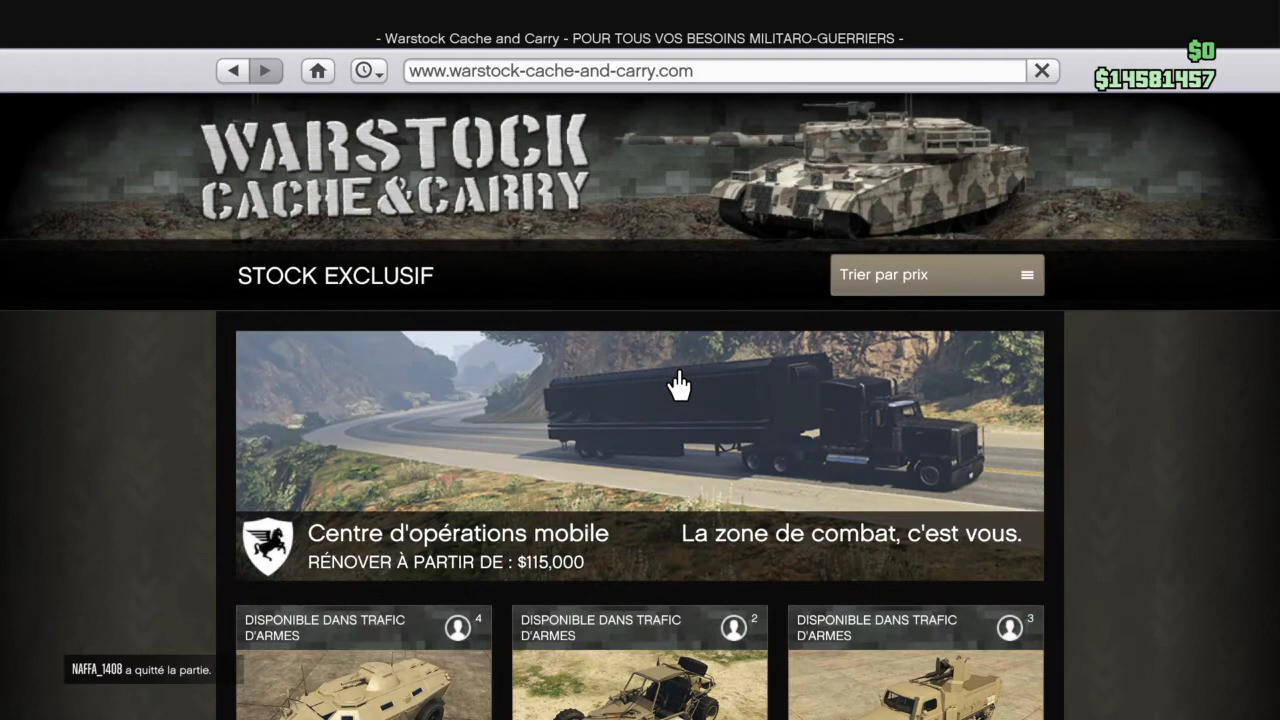 - Warstock Cache and Carry - POUR TOUS VOS BESOINS MILITARO-GUERRIERS -
$0
www.warstock-cache-and-carry.com
$14581457
WARSTOCK
CACHE&CARRY
STOCK EXCLUSIF
Trier par prix
Centre d'opérations mobile
La zone de combat, c'est vous.
RÉNOVER À PARTIR DE : $115,000
DISPONIBLE DANS TRAFIC
D'ARMES
4
DISPONIBLE DANS TRAFIC
D'ARMES
2
DISPONIBLE DANS TRAFIC
D'ARMES
3
NAFFA_1408 a quitté la partie.